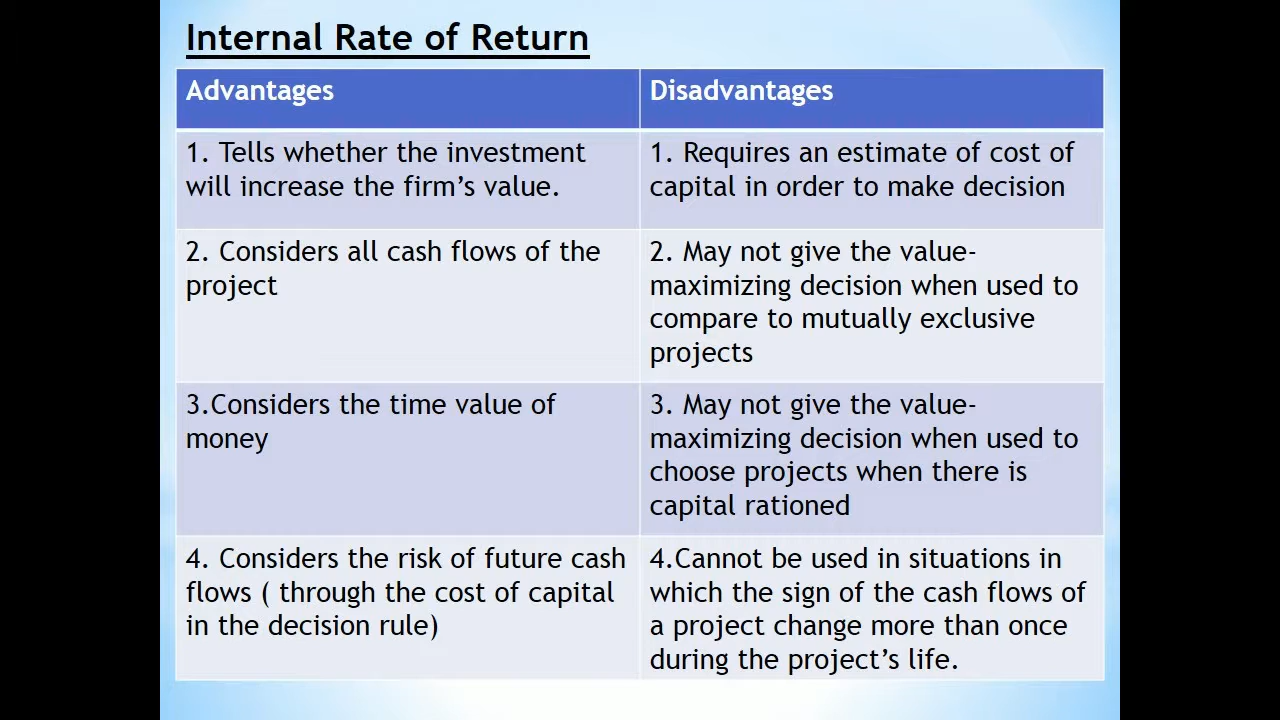 Internal Rate of Return
Advantages
Disadvantages
1. Tells whether the investment
will increase the firm's value.
1. Requires an estimate of cost of
capital in order to make decision
2. Considers all cash flows of the
project
2. May not give the value-
maximizing decision when used to
compare to mutually exclusive
projects
3.Considers the time value of
money
3. May not give the value-
maximizing decision when used to
choose projects when there is
capital rationed
4. Considers the risk of future cash
flows ( through the cost of capital
in the decision rule)
4.Cannot be used in situations in
which the sign of the cash flows of
a project change more than once
during the project's life.